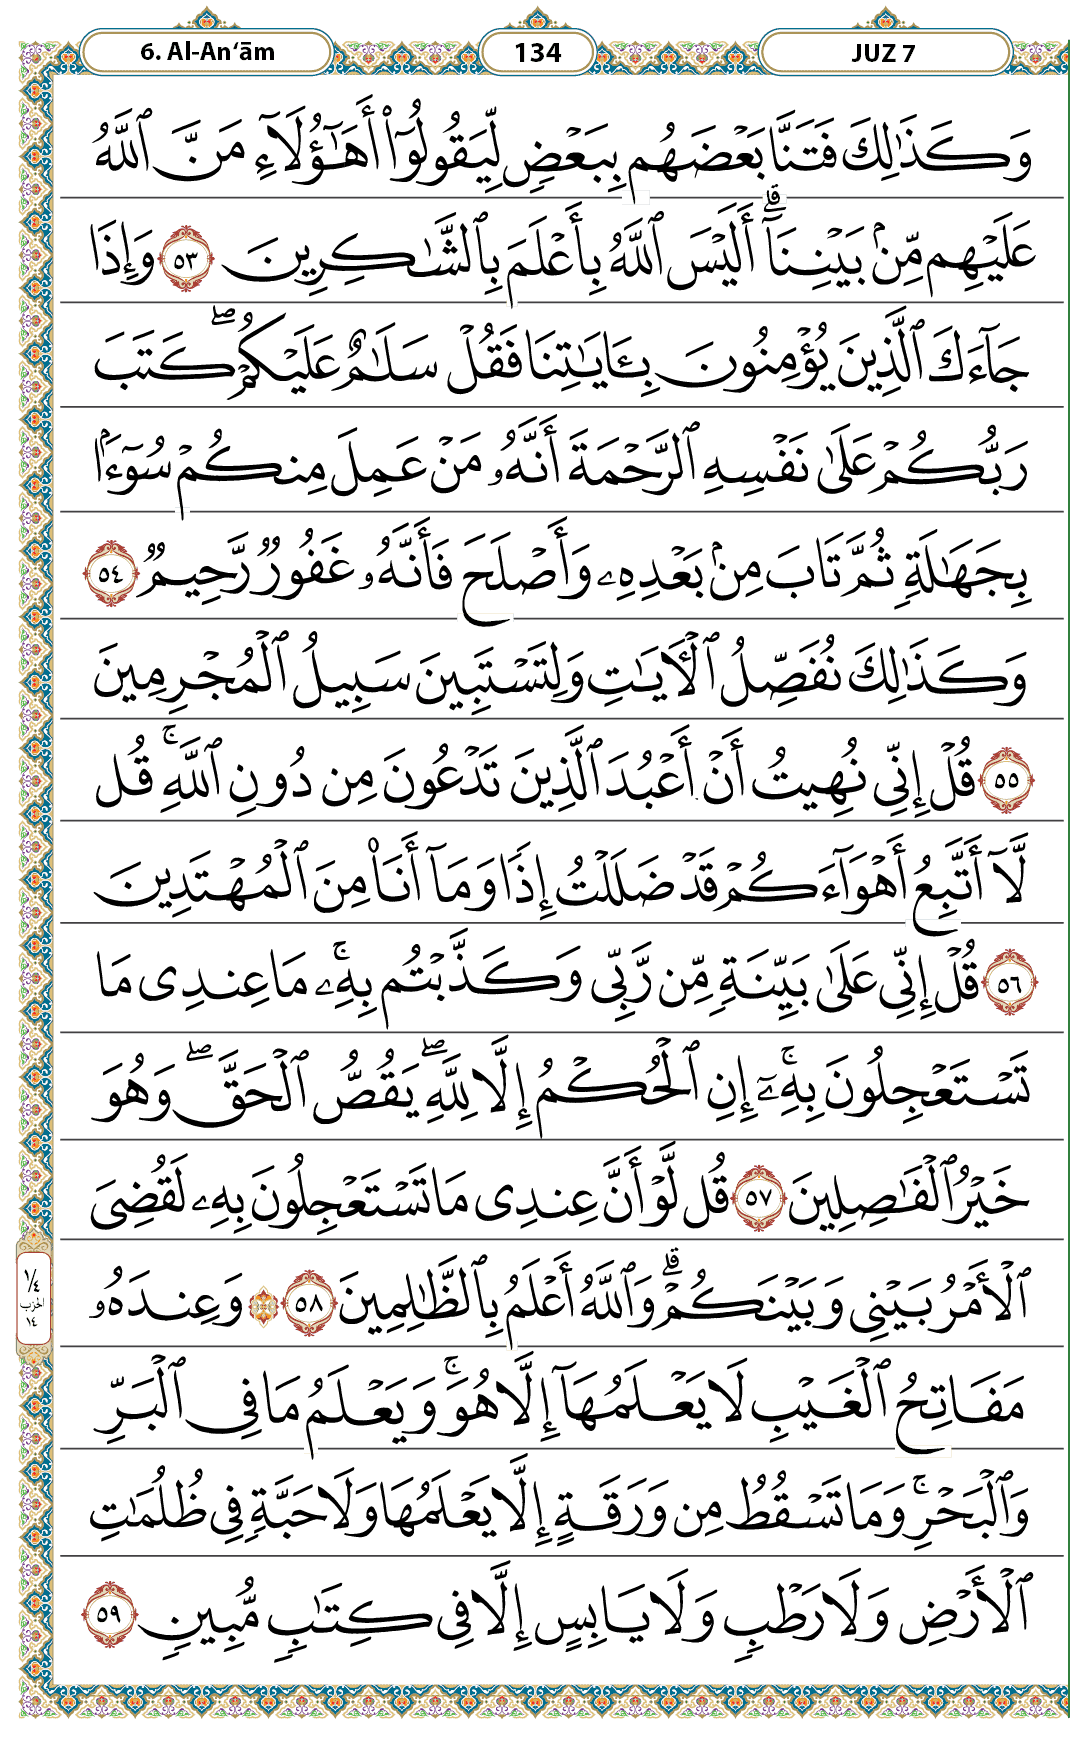 6. Al-An‘ām
134
JUZ 7
وَكَذَٰلِكَ فَتَنَّا بَعْضَهُم بِبَعْضٍ لِّيَقُولُوٓا۟ أَهَٰٓؤُلَآءِ مَنَّ ٱللَّهُ
عَلَيْهِم مِّنۢ بَيْنِنَآ ۗ أَلَيْسَ ٱللَّهُ بِأَعْلَمَ بِٱلشَّٰكِرِينَ ٥٣ وَإِذَا
جَآءَكَ ٱلَّذِينَ يُؤْمِنُونَ بِـَٔايَٰتِنَا فَقُلْ سَلَٰمٌ عَلَيْكُمْ ۖ كَتَبَ
رَبُّكُمْ عَلَىٰ نَفْسِهِ ٱلرَّحْمَةَ أَنَّهُۥ مَنْ عَمِلَ مِنكُمْ سُوٓءًۢا
بِجَهَٰلَةٍ ثُمَّ تَابَ مِنۢ بَعْدِهِۦ وَأَصْلَحَ فَأَنَّهُۥ غَفُورٌ رَّحِيمٌ ٥٤
وَكَذَٰلِكَ نُفَصِّلُ ٱلْـَٔايَٰتِ وَلِتَسْتَبِينَ سَبِيلُ ٱلْمُجْرِمِينَ
٥٥ قُلْ إِنِّى نُهِيتُ أَنْ أَعْبُدَ ٱلَّذِينَ تَدْعُونَ مِن دُونِ ٱللَّهِ ۚ قُل
لَّآ أَتَّبِعُ أَهْوَآءَكُمْ قَدْ ضَلَلْتُ إِذًا وَمَآ أَنَا۠ مِنَ ٱلْمُهْتَدِينَ
٥٦ قُلْ إِنِّى عَلَىٰ بَيِّنَةٍ مِّن رَّبِّى وَكَذَّبْتُم بِهِۦ ۚ مَا عِندِى مَا
تَسْتَعْجِلُونَ بِهِۦٓ ۚ إِنِ ٱلْحُكْمُ إِلَّا لِلَّهِ ۖ يَقُصُّ ٱلْحَقَّ ۖ وَهُوَ
خَيْرُ ٱلْفَٰصِلِينَ ٥٧ قُل لَّوْ أَنَّ عِندِى مَا تَسْتَعْجِلُونَ بِهِۦ لَقُضِىَ
ٱلْأَمْرُ بَيْنِى وَبَيْنَكُمْ ۗ وَٱللَّهُ أَعْلَمُ بِٱلظَّٰلِمِينَ ٥٨ ۞ وَعِندَهُۥ
مَفَاتِحُ ٱلْغَيْبِ لَا يَعْلَمُهَآ إِلَّا هُوَ ۚ وَيَعْلَمُ مَا فِى ٱلْبَرِّ
وَٱلْبَحْرِ ۚ وَمَا تَسْقُطُ مِن وَرَقَةٍ إِلَّا يَعْلَمُهَا وَلَا حَبَّةٍ فِى ظُلُمَٰتِ
ٱلْأَرْضِ وَلَا رَطْبٍ وَلَا يَابِسٍ إِلَّا فِى كِتَٰبٍ مُّبِينٍ ٥٩
١/٤
الحزب
١٤